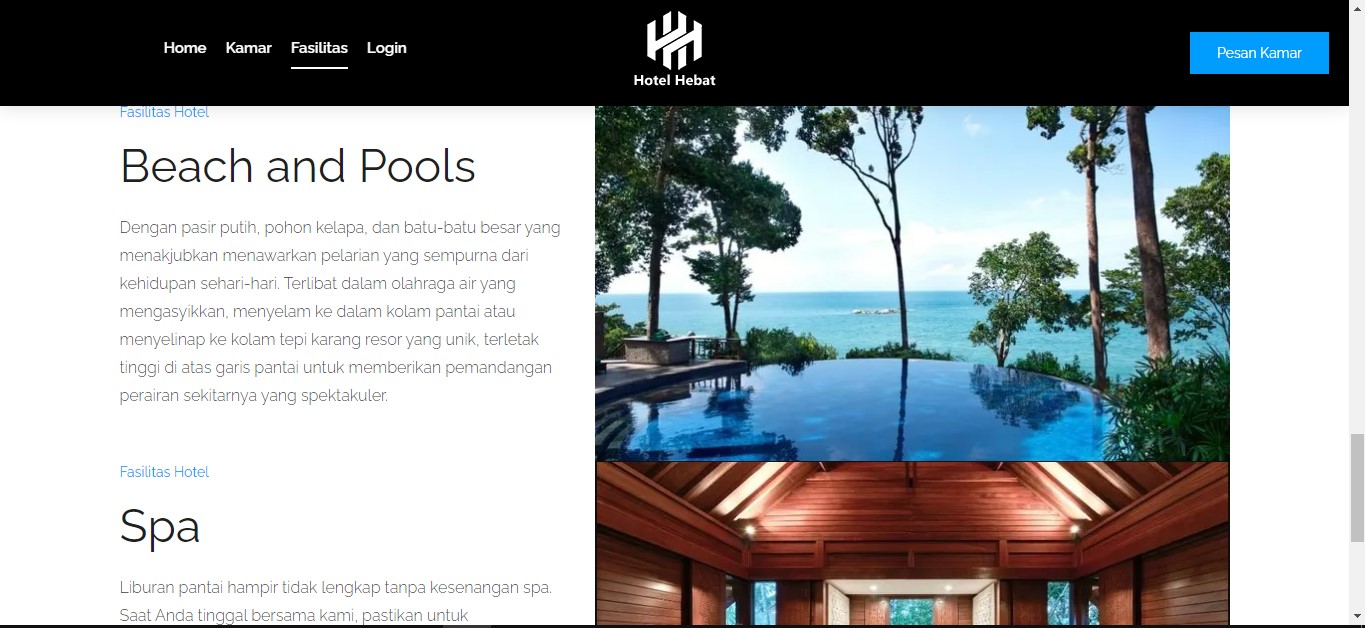 Home Kamar Fasilitas Login
Hotel Hebat
Pesan Kamar
Fasilitas Hotel
Beach and Pools
Dengan pasir putih, pohon kelapa, dan batu-batu besar yang
menakjubkan menawarkan pelarian yang sempurna dari
kehidupan sehari-hari. Terlibat dalam olahraga air yang
mengasyikkan, menyelam ke dalam kolam pantai atau
menyelinap ke kolam tepi karang resor yang unik, terletak
tinggi di atas garis pantai untuk memberikan pemandangan
perairan sekitarnya yang spektakuler.
Fasilitas Hotel
Spa
Liburan pantai hampir tidak lengkap tanpa kesenangan spa.
Saat Anda tinggal bersama kami, pastikan untuk